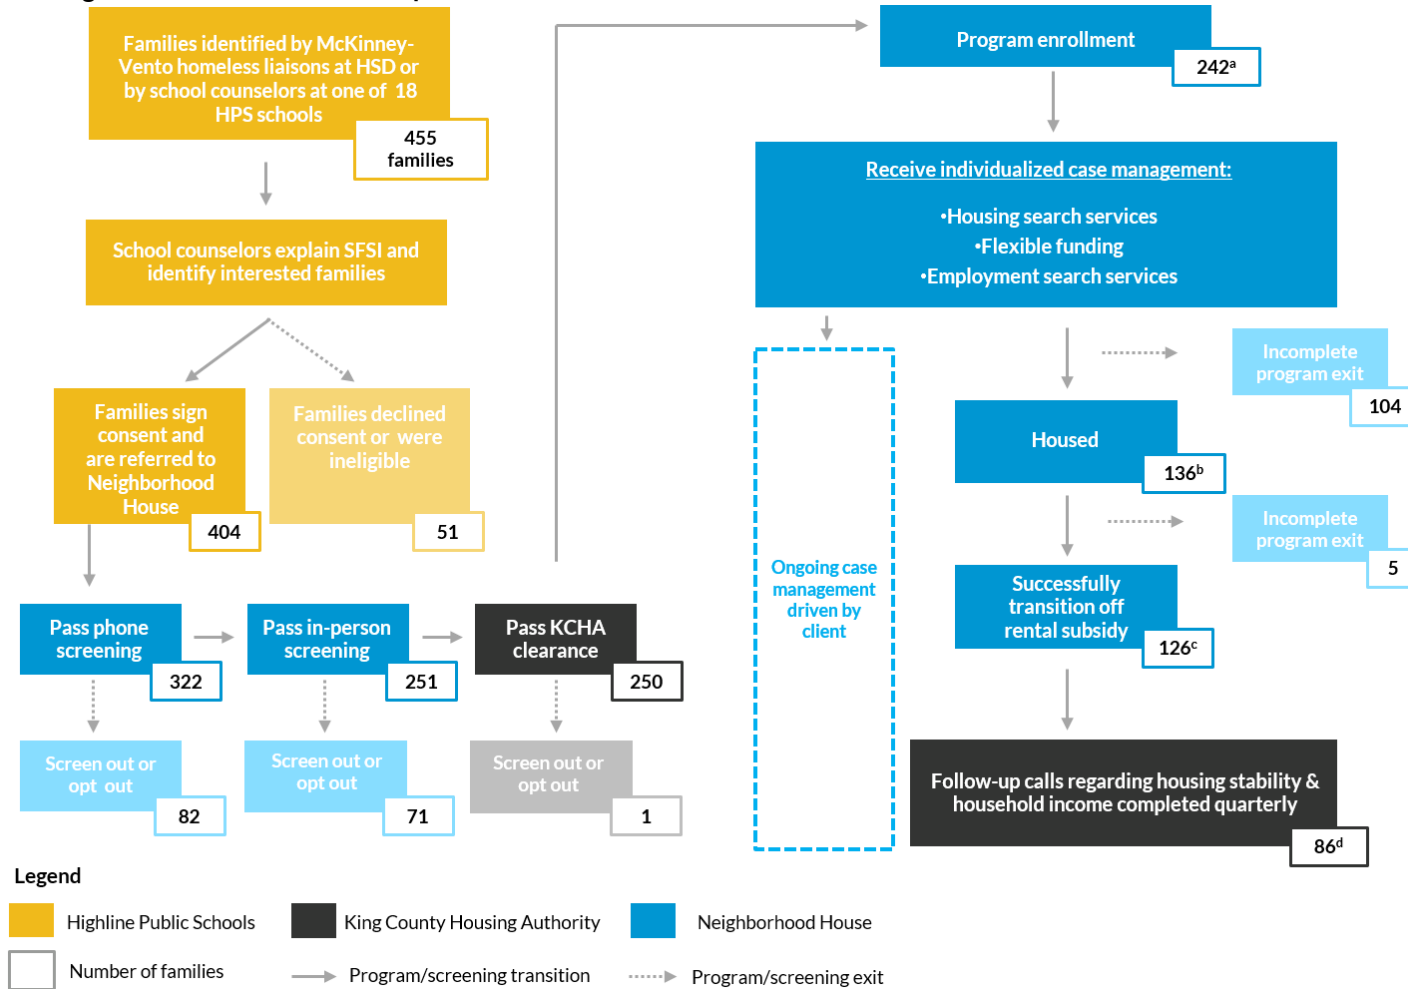 Families identified by McKinney-
Vento homeless liaisons at HSD or
by school counselors at one of 18
HPS schools
455
families
School counselors explain SFSI and
identify interested families
Families sign
consent and
are referred to
Neighborhood
House
404
Families declined
consent or were
ineligible
51
Pass phone
screening
322
Pass in-person
screening
251
Pass KCHA
clearance
250
Screen out or
opt out
82
Screen out or
opt out
71
Screen out or
opt out
1
Program enrollment
242ᵃ
Receive individualized case management:
•Housing search services
•Flexible funding
•Employment search services
Incomplete
program exit
104
Housed
136ᵇ
Incomplete
program exit
5
Ongoing case
management
driven by
client
Successfully
transition off
rental subsidy
126ᶜ
Follow-up calls regarding housing stability &
household income completed quarterly
86ᵈ
Legend
Highline Public Schools
King County Housing Authority
Neighborhood House
Number of families
Program/screening transition
Program/screening exit